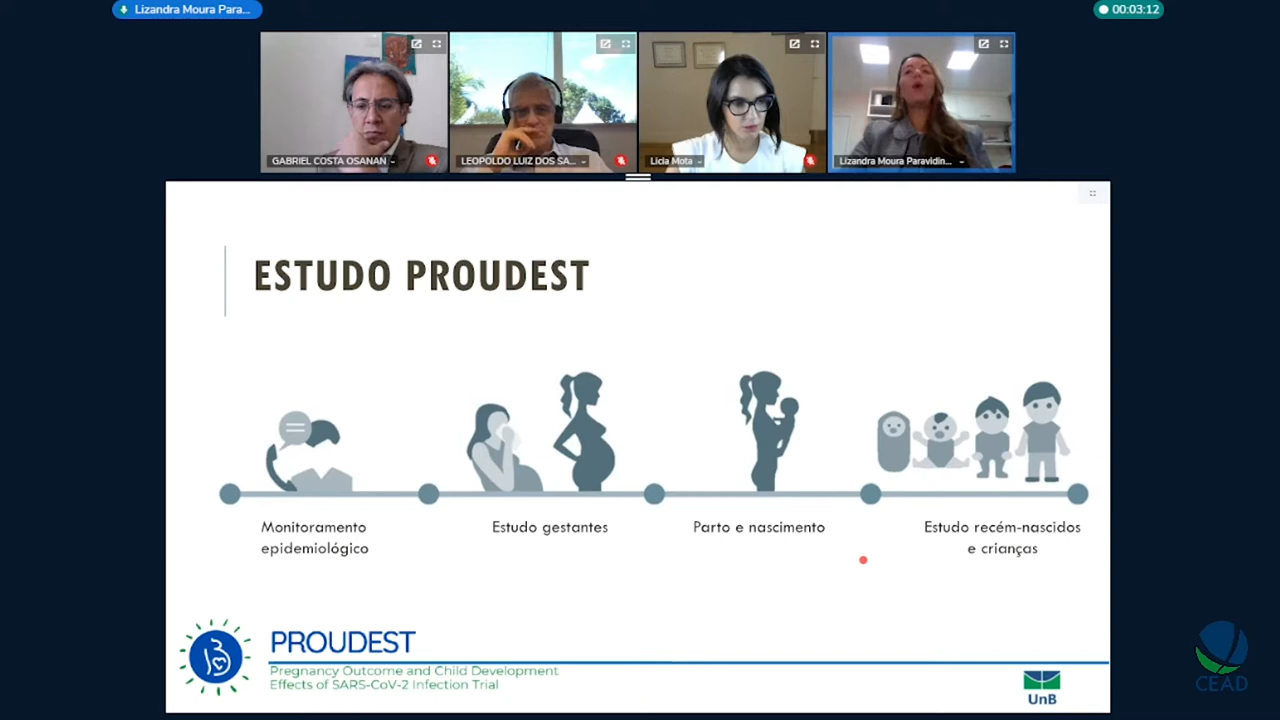 Lizandra Moura Para...
00:03:12
GABRIEL COSTA OSANAN
LEOPOLDO LUIZ DOS SA...
Licia Mota
Lizandra Moura Paravidin...
ESTUDO PROUDEST
Monitoramento
epidemiológico
Estudo gestantes
Parto e nascimento
Estudo recém-nascidos
e crianças
PROUDEST
Pregnancy Outcome and Child Development
Effects of SARS-CoV-2 Infection Trial
UnB
CEAD